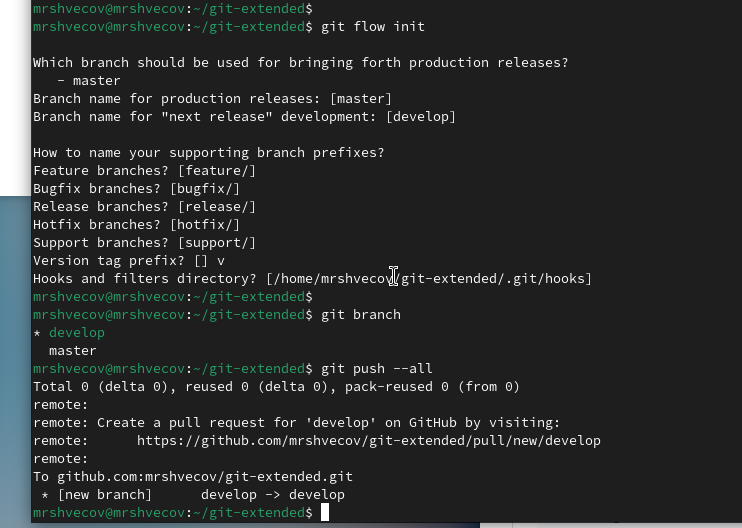 mrshvecov@mrshvecov:~/git-extended$
mrshvecov@mrshvecov:~/git-extended$ git flow init
Which branch should be used for bringing forth production releases?
   - master
Branch name for production releases: [master]
Branch name for "next release" development: [develop]
How to name your supporting branch prefixes?
Feature branches? [feature/]
Bugfix branches? [bugfix/]
Release branches? [release/]
Hotfix branches? [hotfix/]
Support branches? [support/]
Version tag prefix? [] v
Hooks and filters directory? [/home/mrshvecov/git-extended/.git/hooks]
mrshvecov@mrshvecov:~/git-extended$
mrshvecov@mrshvecov:~/git-extended$ git branch
* develop
  master
mrshvecov@mrshvecov:~/git-extended$ git push --all
Total 0 (delta 0), reused 0 (delta 0), pack-reused 0 (from 0)
remote:
remote: Create a pull request for 'develop' on GitHub by visiting:
remote:      https://github.com/mrshvecov/git-extended/pull/new/develop
remote:
To github.com:mrshvecov/git-extended.git
 * [new branch]      develop -> develop
mrshvecov@mrshvecov:~/git-extended$